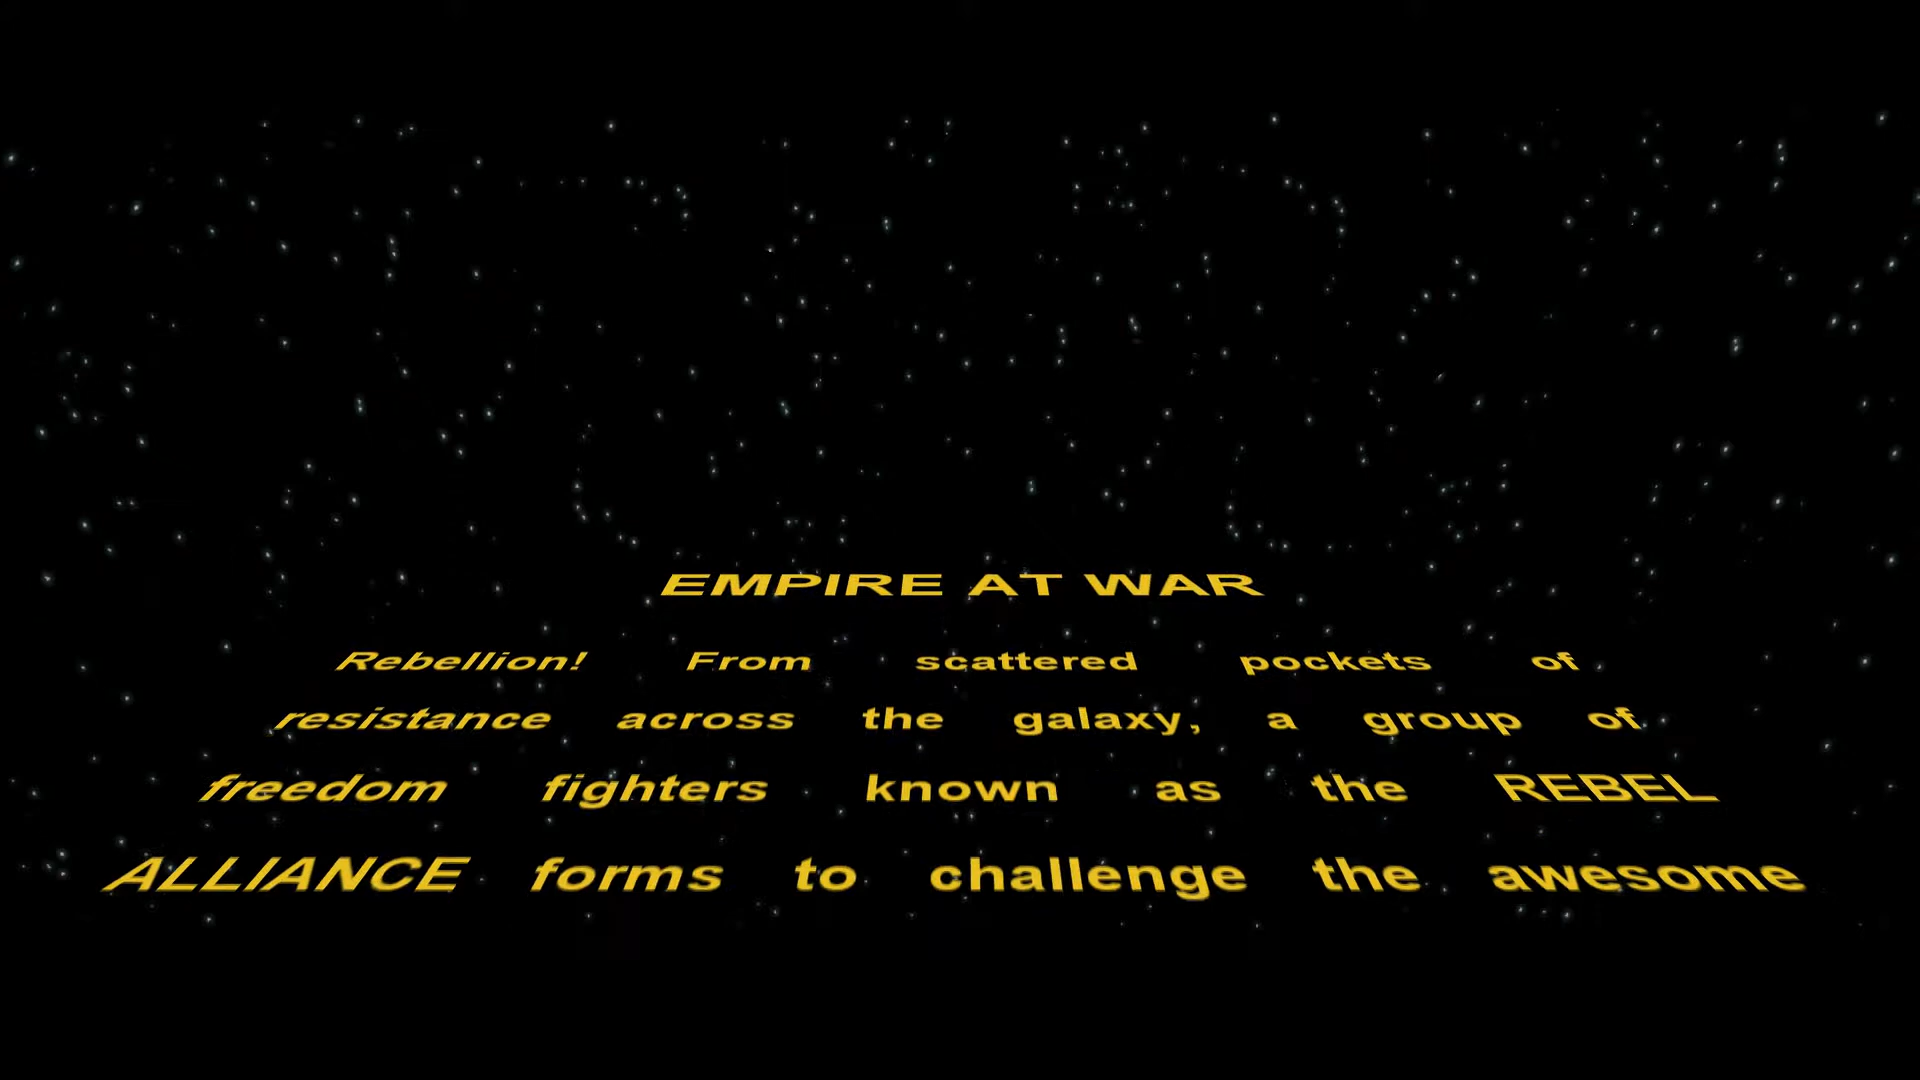 EMPIRE AT WAR
Rebellion! From scattered pockets of
resistance across the galaxy, a group of
freedom fighters known as the REBEL
ALLIANCE forms to challenge the awesome